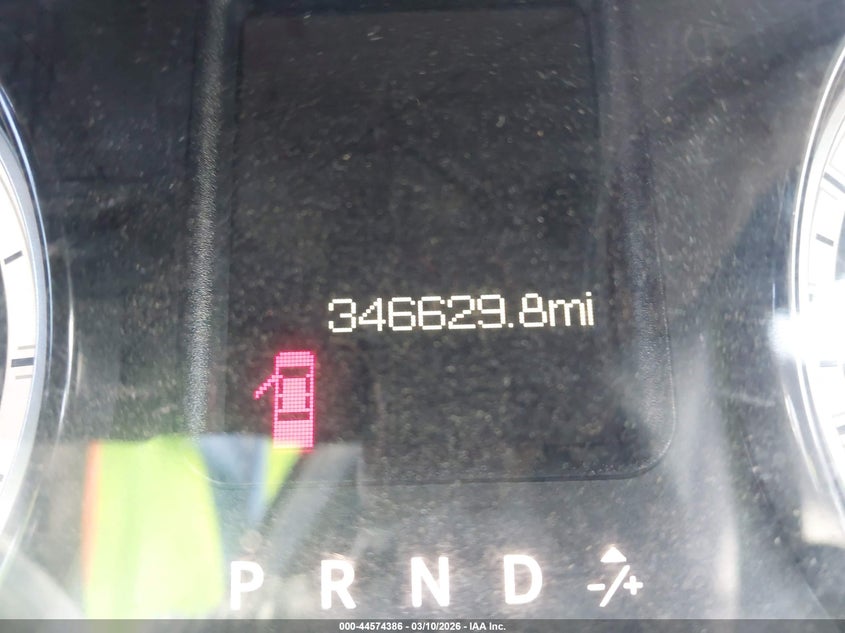 346629.8mi
P R N D -/+
000-44574386 - 03/10/2026 - IAA Inc.